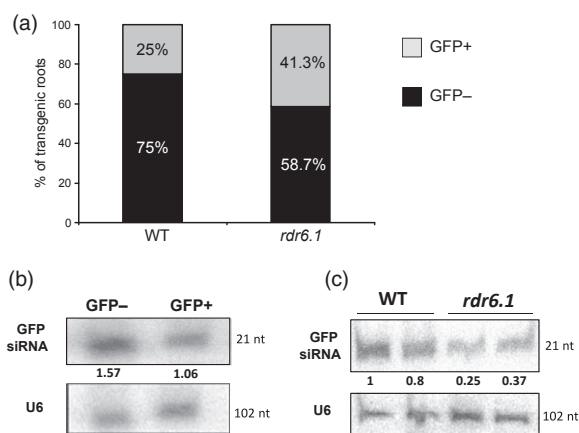 (a)
100
80
60
40
20
0
% of transgenic roots
25%
75%
41.3%
58.7%
WT
rdr6.1
GFP+
GFP–
(b)
GFP– GFP+
GFP siRNA
21 nt
1.57 1.06
U6
102 nt
(c)
WT rdr6.1
GFP siRNA
21 nt
1 0.8 0.25 0.37
U6
102 nt